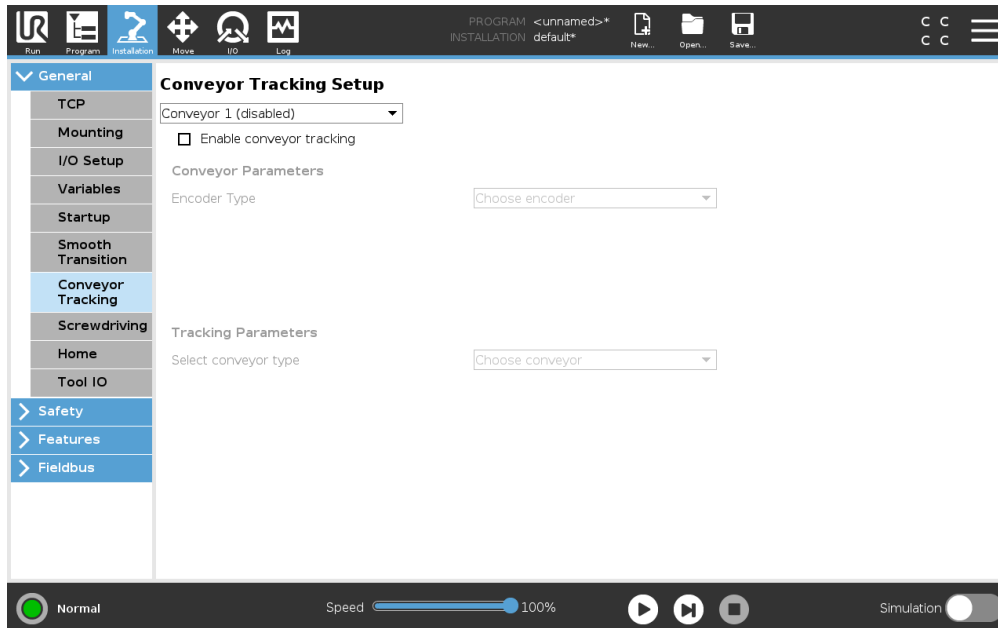 PROGRAM <unnamed>*
INSTALLATION default*
C C
C C
Run Program Installation Move I/O Log New... Open... Save...
General
TCP
Mounting
I/O Setup
Variables
Startup
Smooth
Transition
Conveyor
Tracking
Screwdriving
Home
Tool IO
Safety
Features
Fieldbus
Conveyor Tracking Setup
Conveyor 1 (disabled)
Enable conveyor tracking
Conveyor Parameters
Encoder Type Choose encoder
Tracking Parameters
Select conveyor type Choose conveyor
Normal Speed 100% Simulation